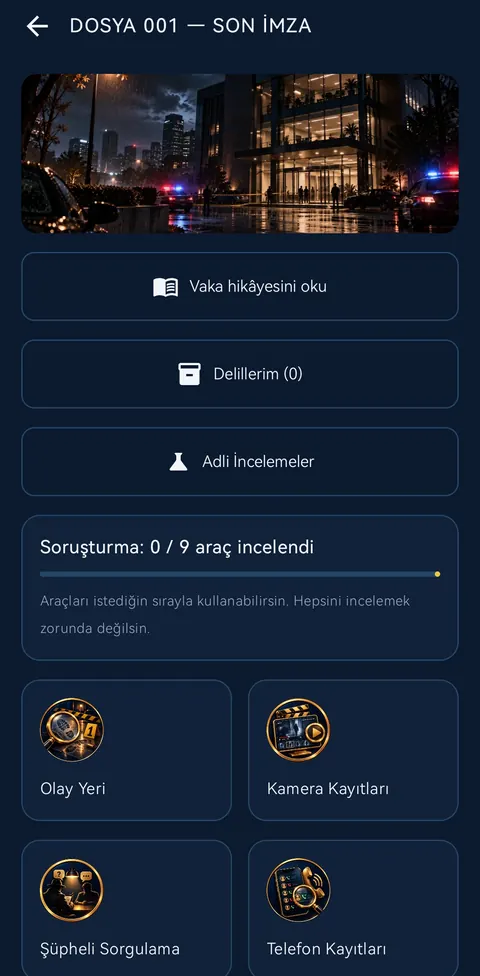 DOSYA 001 — SON İMZA
Vaka hikâyesini oku
Delillerim (0)
Adli İncelemeler
Soruşturma: 0 / 9 araç incelendi
Araçları istediğin sırayla kullanabilirsin. Hepsini incelemek
zorunda değilsin.
Olay Yeri
Kamera Kayıtları
Şüpheli Sorgulama
Telefon Kayıtları